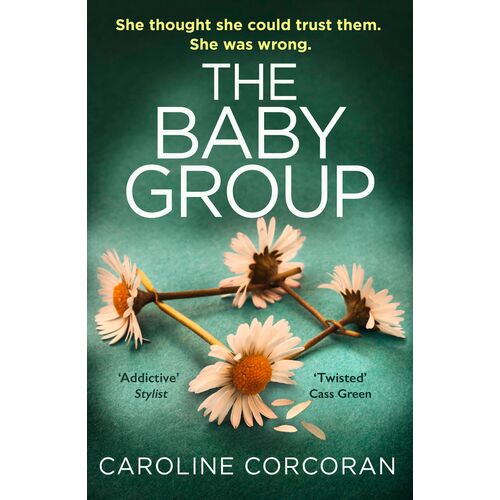 She thought she could trust them.
She was wrong.
THE
BABY
GROUP
‘Addictive’
Stylist
‘Twisted’
Cass Green
CAROLINE CORCORAN